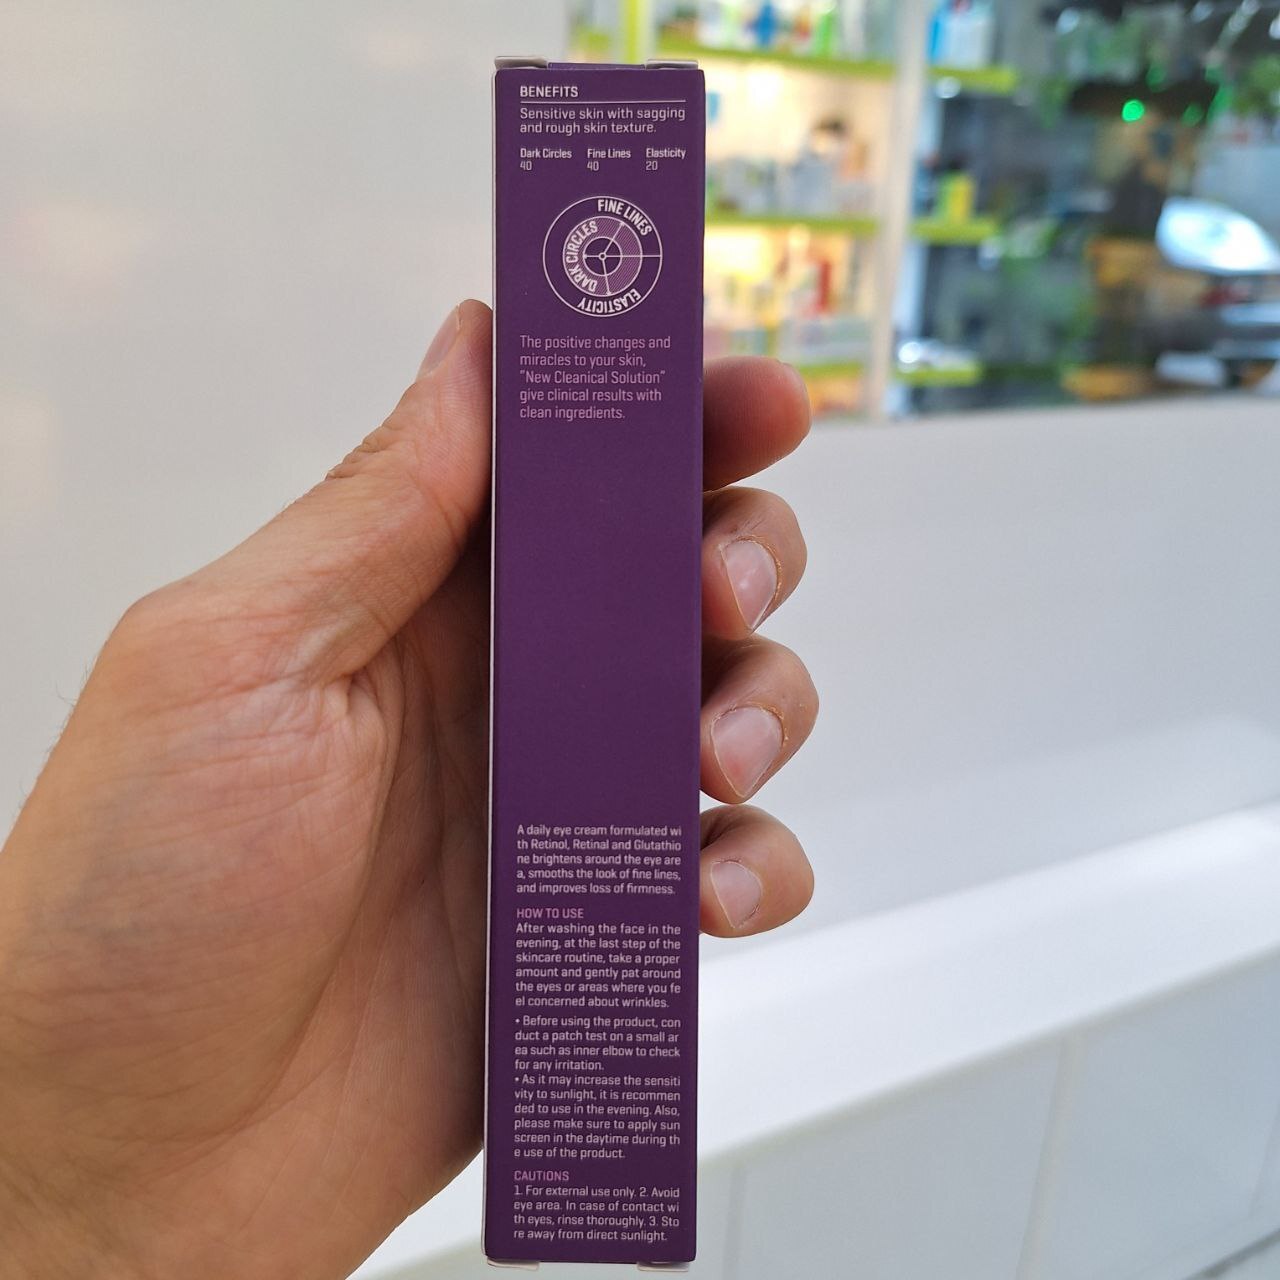 BENEFITS
Sensitive skin with sagging
and rough skin texture.
Dark Circles Fine Lines Elasticity
40 40 20
FINE LINES
DARK CIRCLES
ELASTICITY
The positive changes and
miracles to your skin,
"New Cleanical Solution"
give clinical results with
clean ingredients.
A daily eye cream formulated wi
th Retinol, Retinal and Glutathio
ne brightens around the eye are
a, smooths the look of fine lines,
and improves loss of firmness.
HOW TO USE
After washing the face in the
evening, at the last step of the
skincare routine, take a proper
amount and gently pat around
the eyes or areas where you fe
el concerned about wrinkles.
• Before using the product, con
duct a patch test on a small ar
ea such as inner elbow to check
for any irritation.
• As it may increase the sensiti
vity to sunlight, it is recommen
ded to use in the evening. Also,
please make sure to apply sun
screen in the daytime during th
e use of the product.
CAUTIONS
1. For external use only. 2. Avoid
eye area. In case of contact wi
th eyes, rinse thoroughly. 3. Sto
re away from direct sunlight.